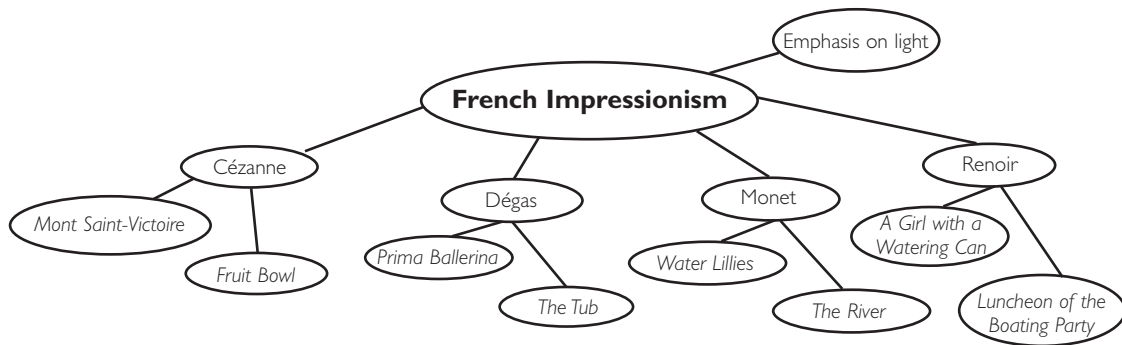 Emphasis on light
French Impressionism
Cézanne
Mont Saint-Victoire
Fruit Bowl
Dégas
Prima Ballerina
The Tub
Monet
Water Lillies
The River
Renoir
A Girl with a
Watering Can
Luncheon of the
Boating Party